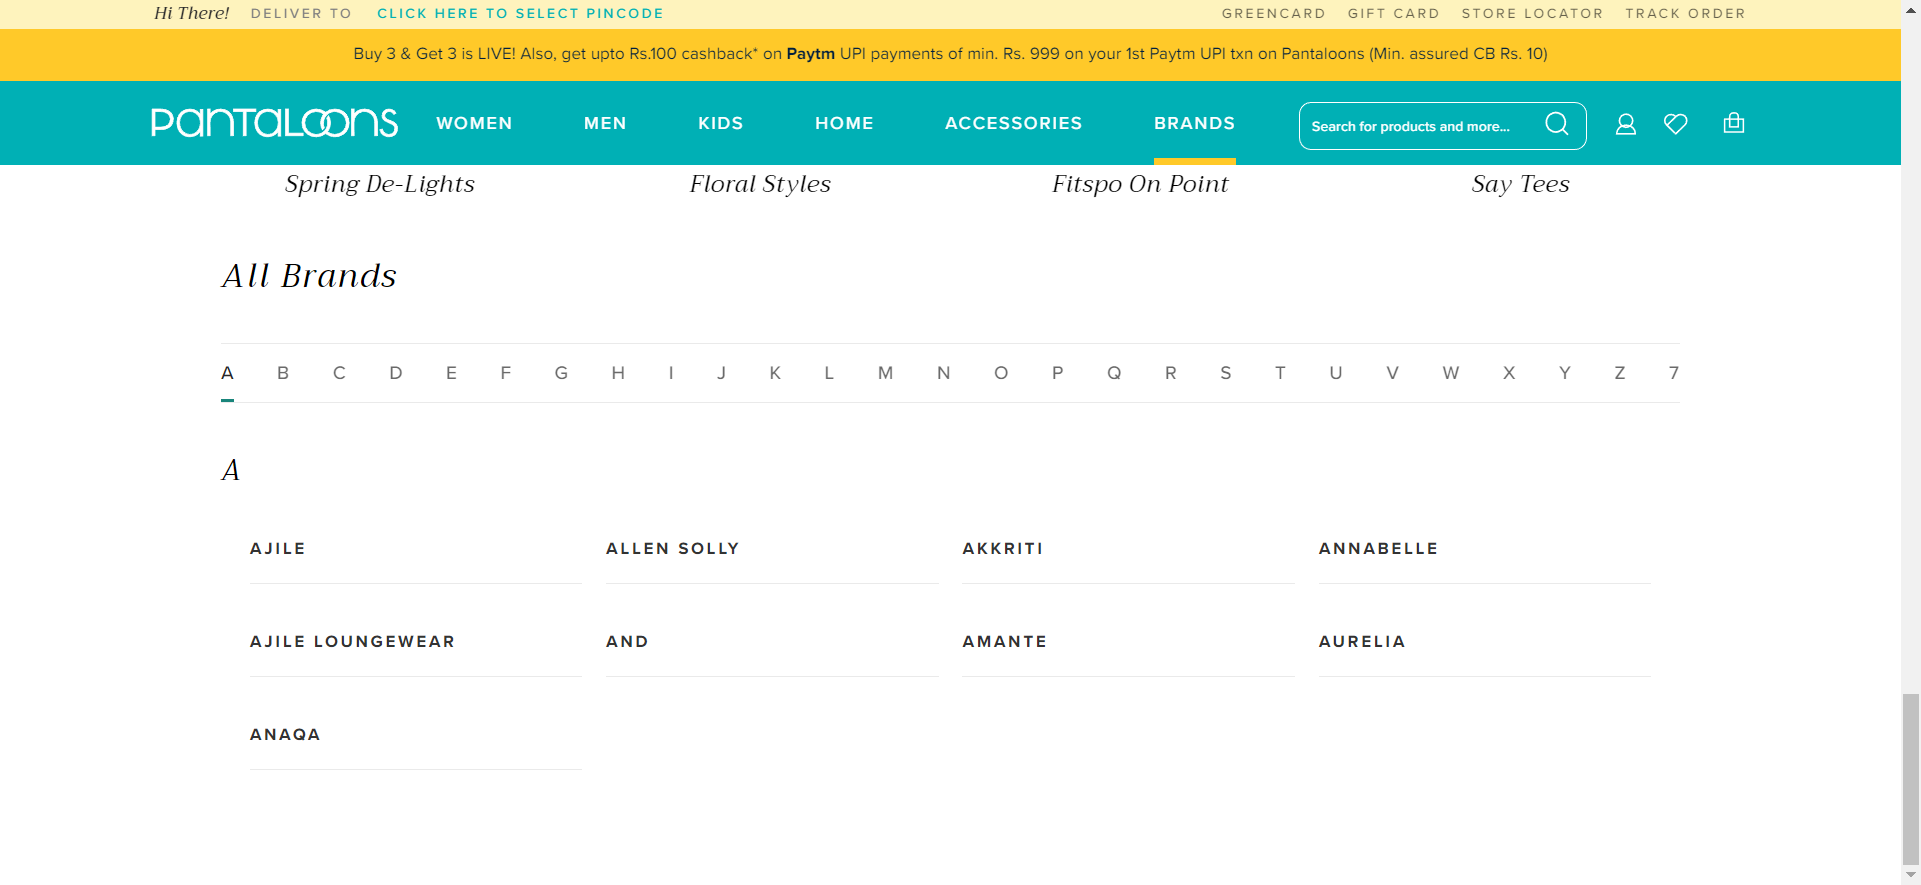 Hi There! DELIVER TO CLICK HERE TO SELECT PINCODE GREENCARD GIFT CARD STORE LOCATOR TRACK ORDER
Buy 3 & Get 3 is LIVE! Also, get upto Rs.100 cashback* on Paytm UPI payments of min. Rs. 999 on your 1st Paytm UPI txn on Pantaloons (Min. assured CB Rs. 10)
PANTALOONS WOMEN MEN KIDS HOME ACCESSORIES BRANDS Search for products and more...
Spring De-Lights Floral Styles Fitspo On Point Say Tees
All Brands
A B C D E F G H I J K L M N O P Q R S T U V W X Y Z 7
A
AJILE ALLEN SOLLY AKKRITI ANNABELLE
AJILE LOUNGEWEAR AND AMANTE AURELIA
ANAQA